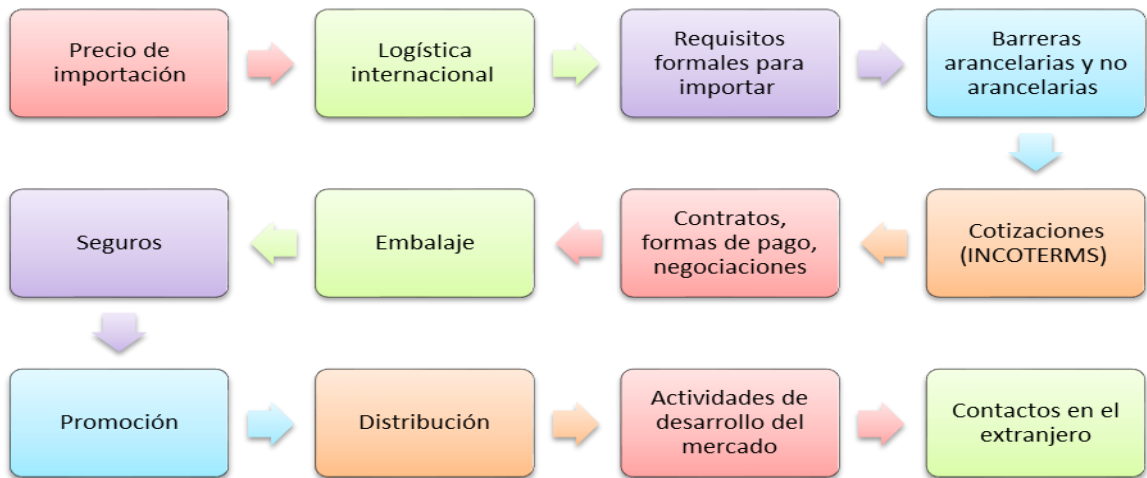 Precio de
importación
Logística
internacional
Requisitos
formales para
importar
Barreras
arancelarias y no
arancelarias
Cotizaciones
(INCOTERMS)
Contratos,
formas de pago,
negociaciones
Embalaje
Seguros
Promoción
Distribución
Actividades de
desarrollo del
mercado
Contactos en el
extranjero